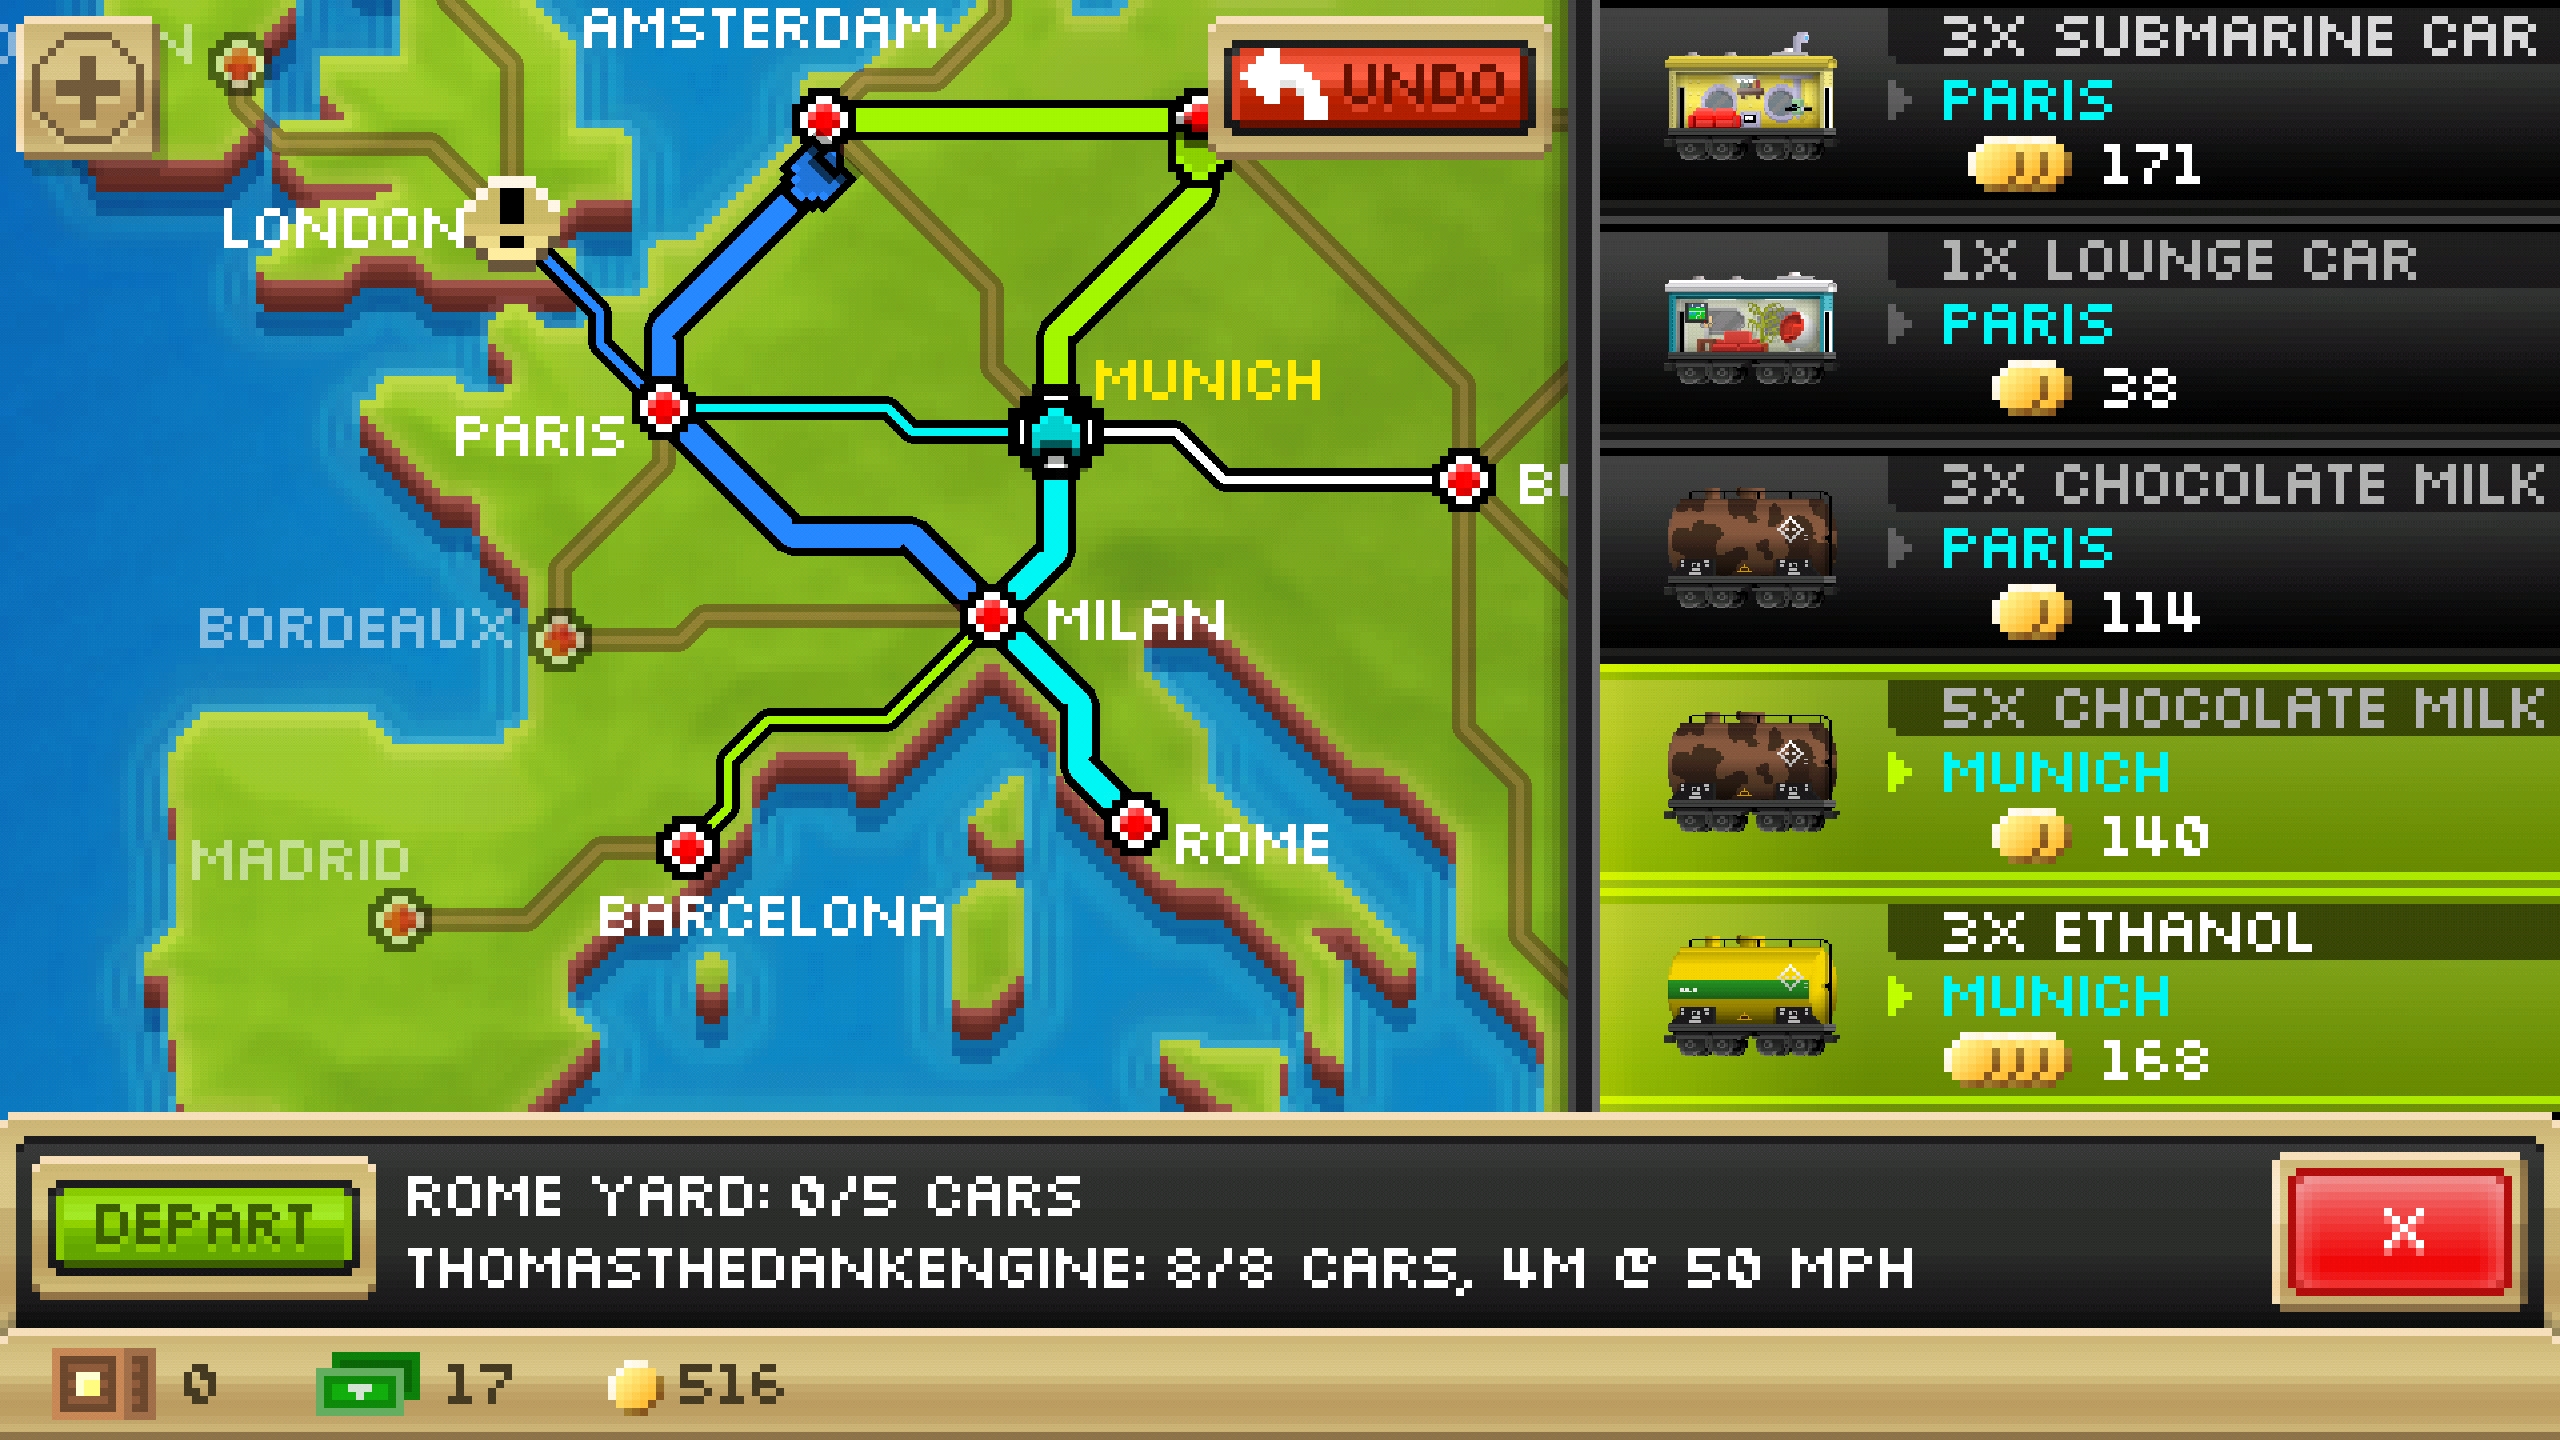 AMSTERDAM
UNDO
LONDON
MUNICH
PARIS
BORDEAUX
MILAN
MADRID
ROME
BARCELONA
3X SUBMARINE CAR
PARIS
171
1X LOUNGE CAR
PARIS
38
3X CHOCOLATE MILK
PARIS
114
5X CHOCOLATE MILK
MUNICH
140
3X ETHANOL
MUNICH
168
DEPART
ROME YARD: 0/5 CARS
THOMASTHEDANKENGINE: 8/8 CARS, 4M @ 50 MPH
X
0
17
516